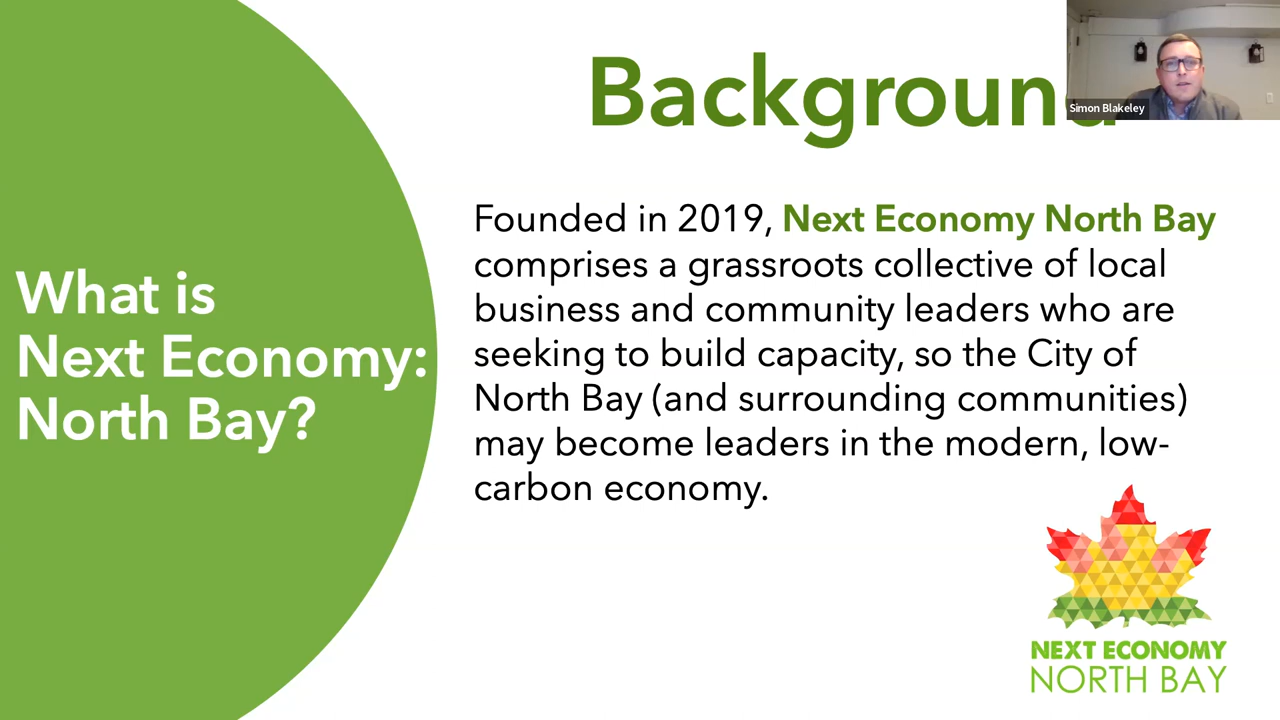 Background
Simon Blakeley
Founded in 2019, Next Economy North Bay
comprises a grassroots collective of local
business and community leaders who are
seeking to build capacity, so the City of
North Bay (and surrounding communities)
may become leaders in the modern, low-
carbon economy.
What is
Next Economy:
North Bay?
NEXT ECONOMY
NORTH BAY